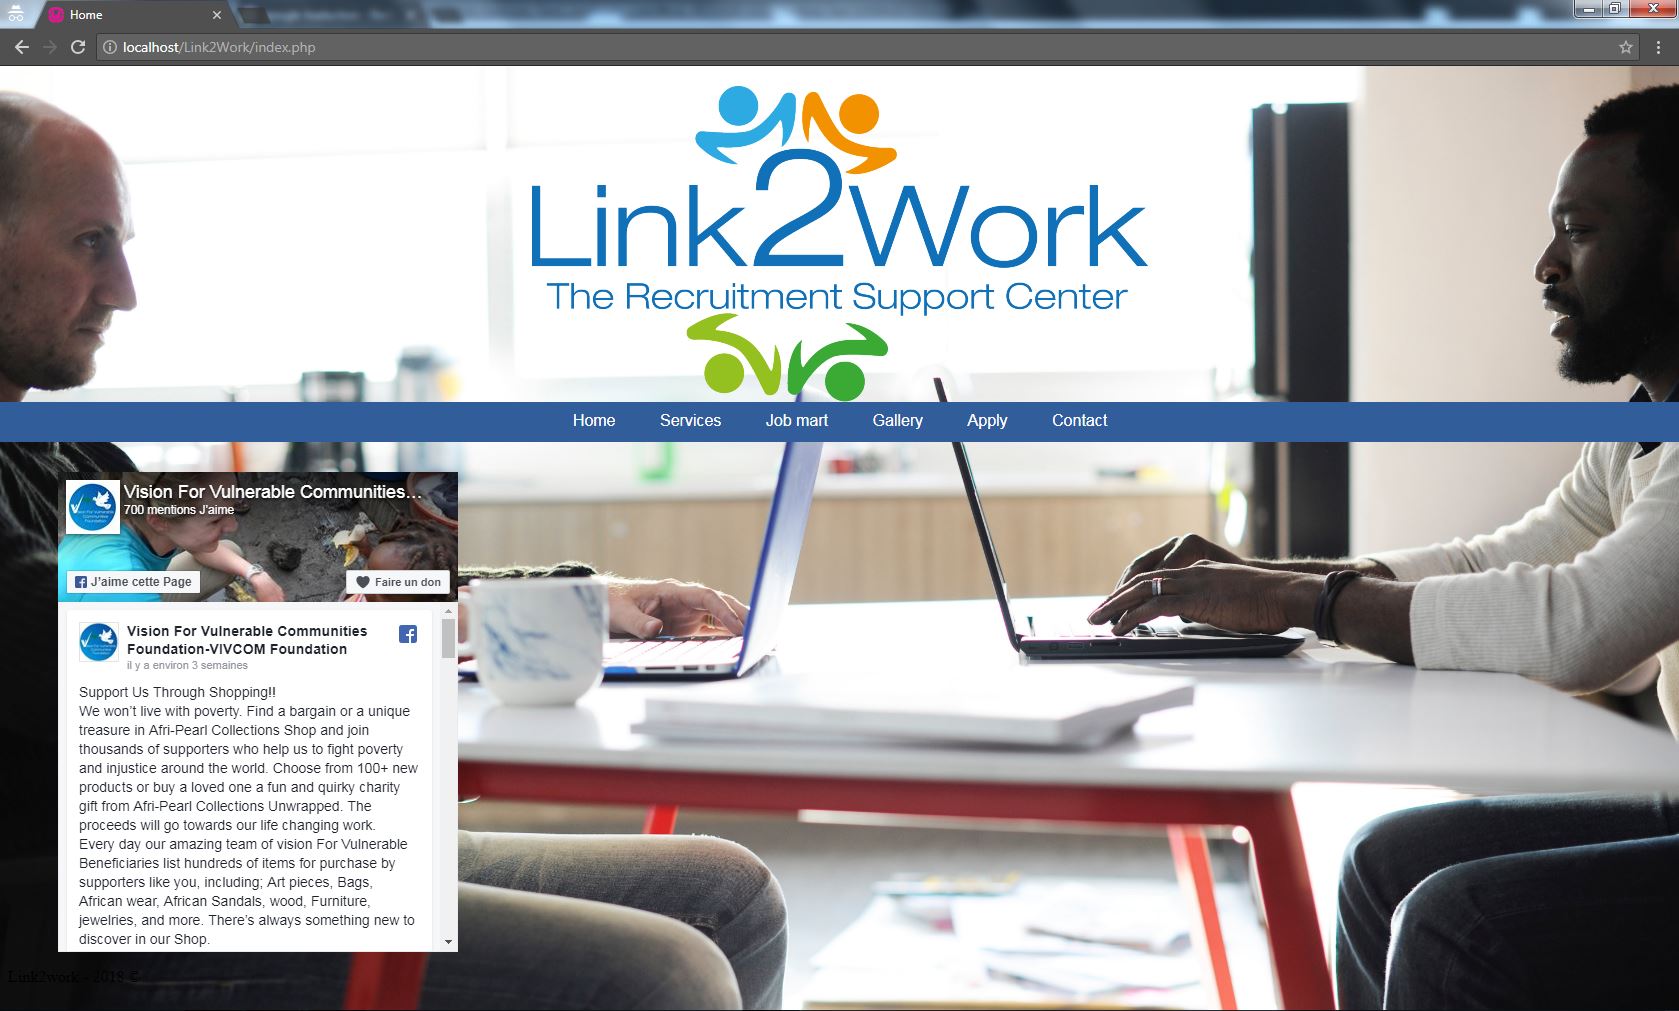 Home
localhost/Link2Work/index.php
Link2Work
The Recruitment Support Center
Home Services Job mart Gallery Apply Contact
Vision For Vulnerable Communities...
700 mentions J'aime
J'aime cette Page Faire un don
Vision For Vulnerable Communities
Foundation-VIVCOM Foundation
il y a environ 3 semaines
Support Us Through Shopping!!
We won't live with poverty. Find a bargain or a unique
treasure in Afri-Pearl Collections Shop and join
thousands of supporters who help us to fight poverty
and injustice around the world. Choose from 100+ new
products or buy a loved one a fun and quirky charity
gift from Afri-Pearl Collections Unwrapped. The
proceeds will go towards our life changing work.
Every day our amazing team of vision For Vulnerable
Beneficiaries list hundreds of items for purchase by
supporters like you, including; Art pieces, Bags,
African wear, African Sandals, wood, Furniture,
jewelries, and more. There's always something new to
discover in our Shop.
Link2work - 2018 ©